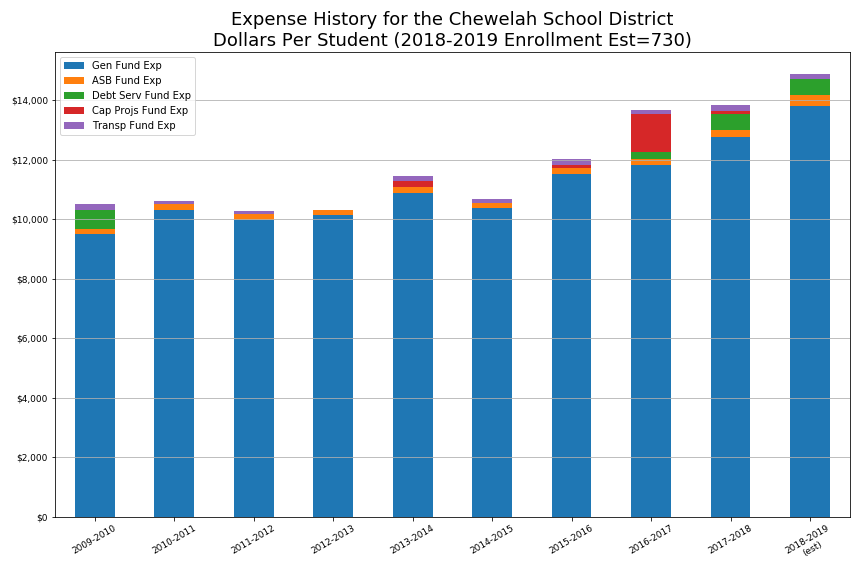 Expense History for the Chewelah School District
Dollars Per Student (2018-2019 Enrollment Est=730)
Gen Fund Exp
ASB Fund Exp
Debt Serv Fund Exp
Cap Projs Fund Exp
Transp Fund Exp
$14,000
$12,000
$10,000
$8,000
$6,000
$4,000
$2,000
$0
2009-2010
2010-2011
2011-2012
2012-2013
2013-2014
2014-2015
2015-2016
2016-2017
2017-2018
2018-2019
(est)